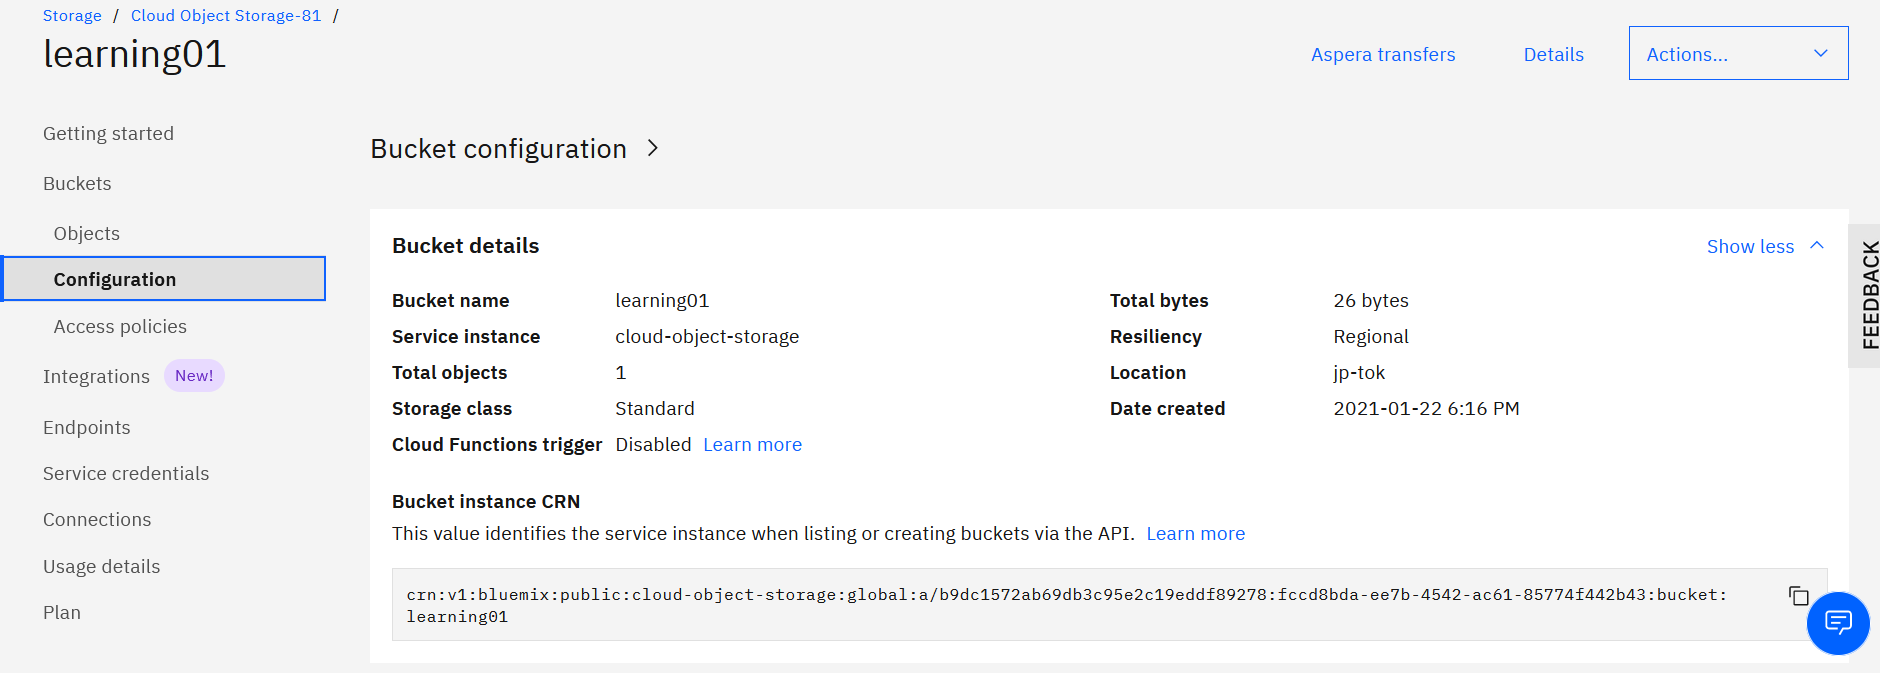 Storage / Cloud Object Storage-81 /
learning01
Aspera transfers
Details
Actions...
Getting started
Buckets
Objects
Configuration
Access policies
Integrations New!
Endpoints
Service credentials
Connections
Usage details
Plan
Bucket configuration
Bucket details
Show less
Bucket name learning01
Service instance cloud-object-storage
Total objects 1
Storage class Standard
Cloud Functions trigger Disabled Learn more
Total bytes 26 bytes
Resiliency Regional
Location jp-tok
Date created 2021-01-22 6:16 PM
Bucket instance CRN
This value identifies the service instance when listing or creating buckets via the API. Learn more
crn:v1:bluemix:public:cloud-object-storage:global:a/b9dc1572ab69db3c95e2c19eddf89278:fccd8bda-ee7b-4542-ac61-85774f442b43:bucket:
learning01
FEEDBACK